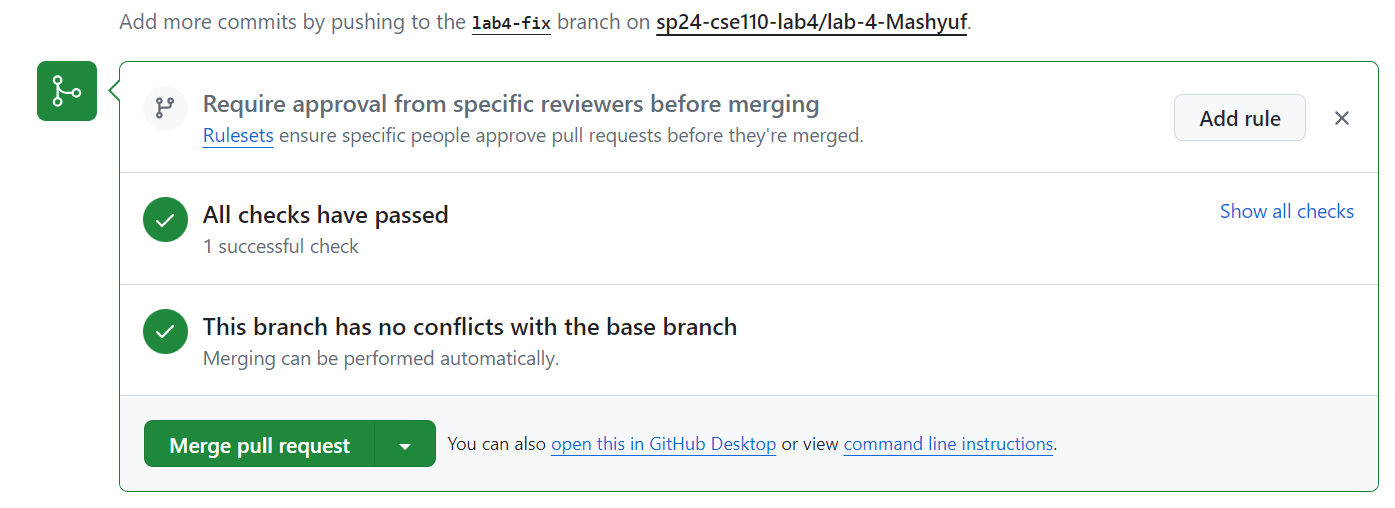 Add more commits by pushing to the lab4-fix branch on sp24-cse110-lab4/lab-4-Mashyuf.
Require approval from specific reviewers before merging
Rulesets ensure specific people approve pull requests before they're merged.
Add rule
All checks have passed
1 successful check
Show all checks
This branch has no conflicts with the base branch
Merging can be performed automatically.
Merge pull request
You can also open this in GitHub Desktop or view command line instructions.